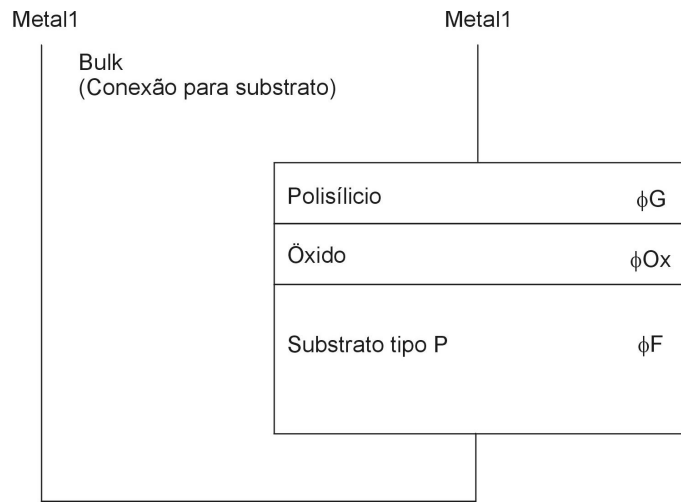 Metal1
Metal1
Bulk
(Conexão para substrato)
Polisílicio ϕG
Öxido ϕOx
Substrato tipo P ϕF